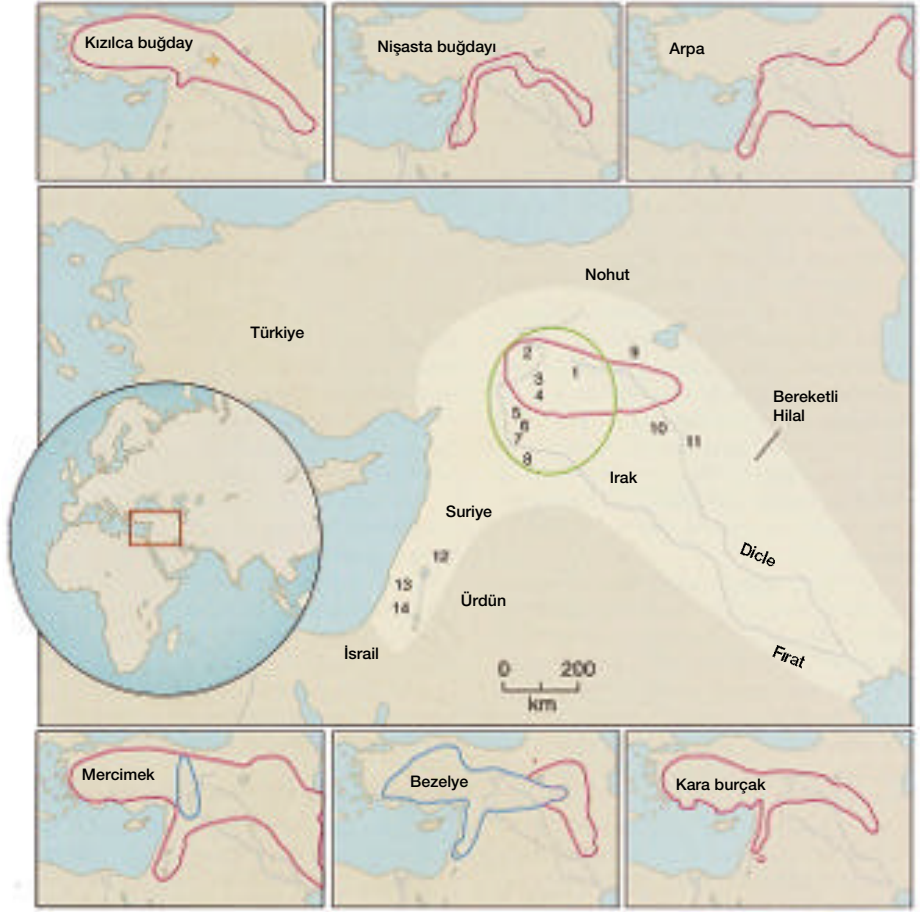 Kızılca buğday
Nişasta buğdayı
Arpa
Nohut
Türkiye
2
9
1
3
4
Bereketli
Hilal
5
6
7
10
11
8
Irak
Suriye
12
Dicle
13
14
Ürdün
İsrail
Fırat
0 200
km
Mercimek
Bezelye
Kara burçak